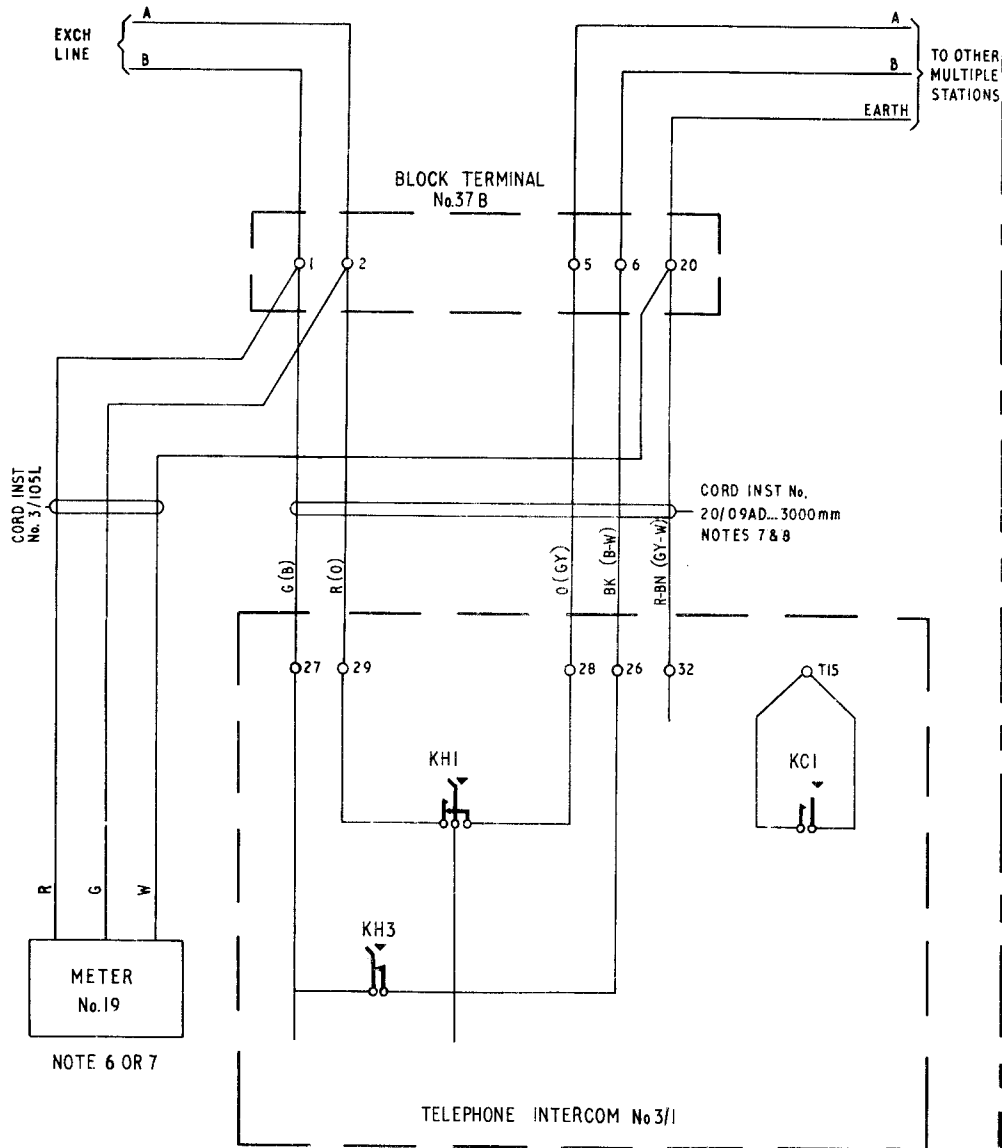 A
EXCH
LINE
B
A
B
TO OTHER
MULTIPLE
STATIONS
EARTH
BLOCK TERMINAL
No.37 B
1
2
5
6
20
CORD INST
No. 3/105L
CORD INST No.
20/09AD...3000mm
NOTES 7&8
G (B)
R (O)
O (GY)
BK (B-W)
R-BN (GY-W)
27
29
28
26
32
T15
KH1
KC1
R
G
W
KH3
METER
No.19
NOTE 6 OR 7
TELEPHONE INTERCOM No 3/1